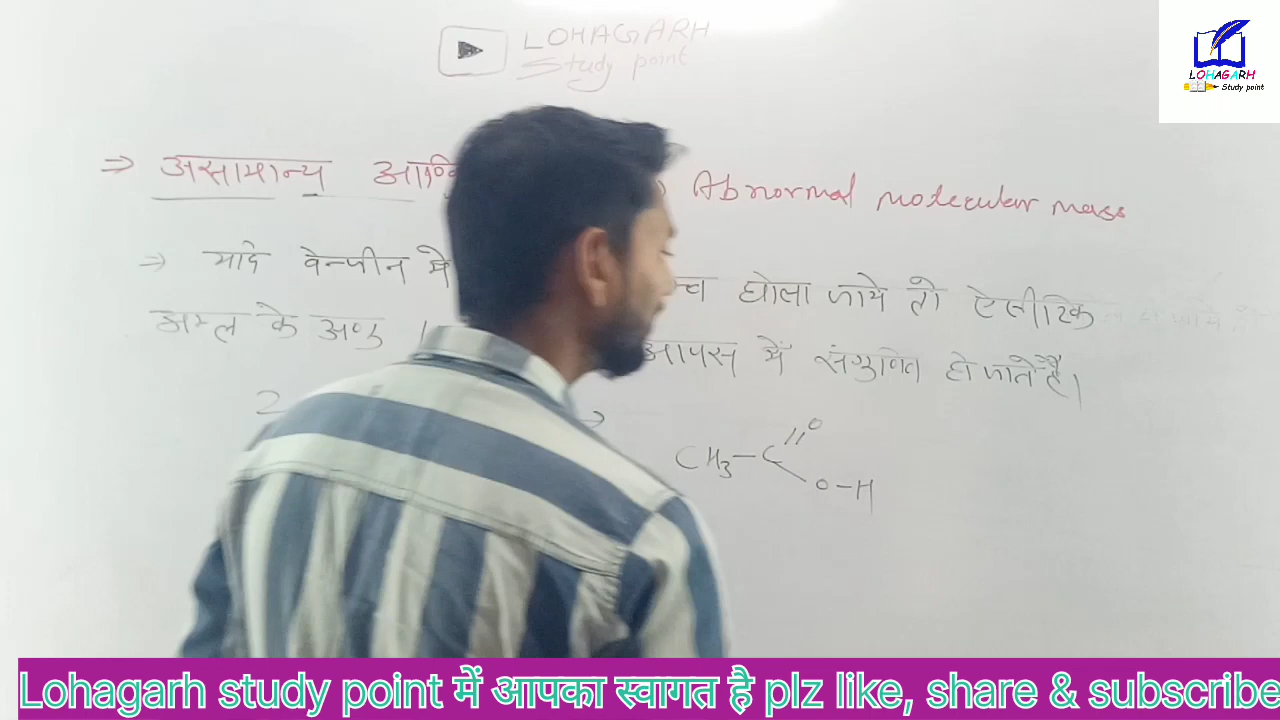 LOHAGARH
Study point
LOHAGARH
Study point
⇒ असामान्य आण्वि Abnormal molecular mass
⇒ यदि बेन्जीन में घोला जाये तो ऐसीटिक
अम्ल के अणु आपस में संगुणित हो जाते हैं।
2 →
O
CH3-C
O-H
Lohagarh study point में आपका स्वागत है plz like, share & subscribe